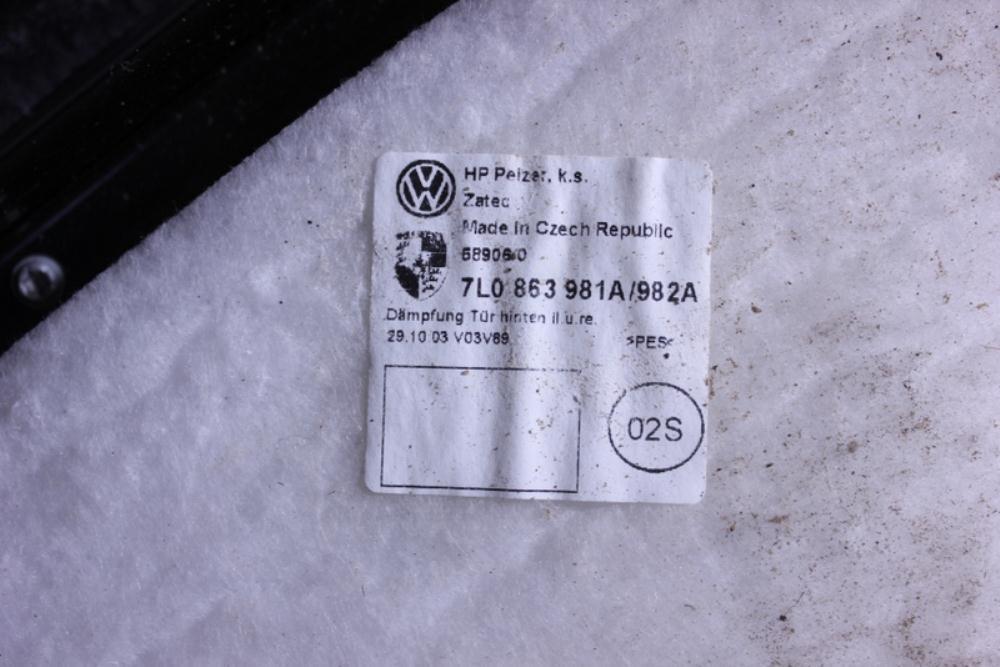 HP Pelzer, k.s.
Zatec
Made in Czech Republic
7L0 863 981A/982A
Dämpfung Tür hinten li.u.re.
29.10.03 V03V89
>PES<
02S